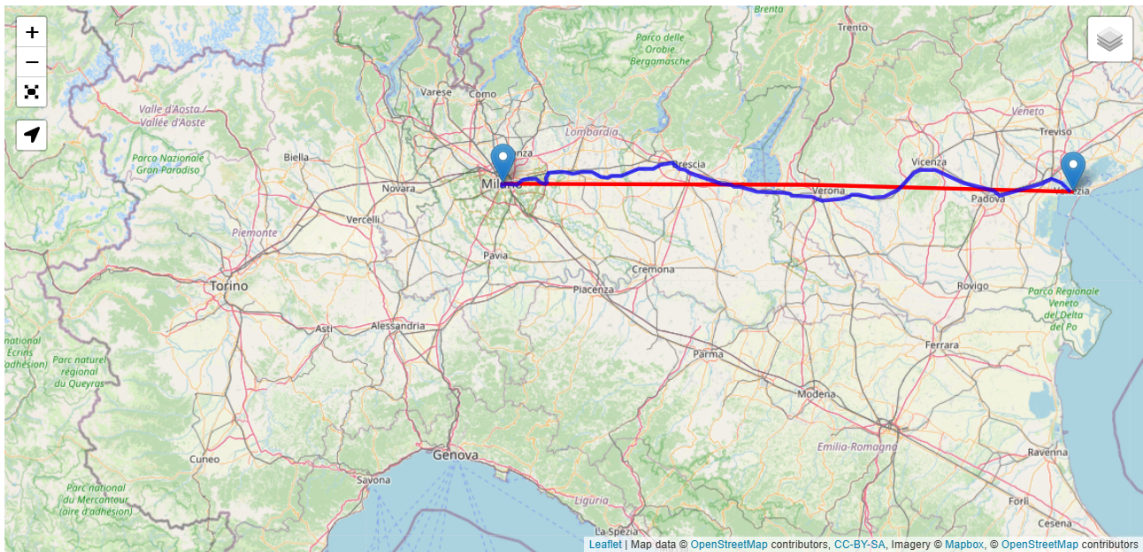 +
−
Brenta
Trento
Parco delle
Orobie
Bergamasche
Varese
Como
Valle d'Aosta /
Vallée d'Aoste
Lombardia
Veneto
Treviso
Biella
Parco Nazionale
Gran Paradiso
Vicenza
Novara
Verona
Padova
Vercelli
Piemonte
Pavia
Cremona
Torino
Piacenza
Rovigo
Parco Regionale
Veneto
del Delta
del Po
Asti
Alessandria
national
Ecrins
(adhésion)
Parc naturel
régional
du Queyras
Ferrara
Parma
Modena
Emilia-Romagna
Cuneo
Genova
Ravenna
Savona
Parc national
du Mercantour
(aire d'adhésion)
Liguria
Forlì
La Spezia
Cesena
Leaflet | Map data © OpenStreetMap contributors, CC-BY-SA, Imagery © Mapbox, © OpenStreetMap contributors